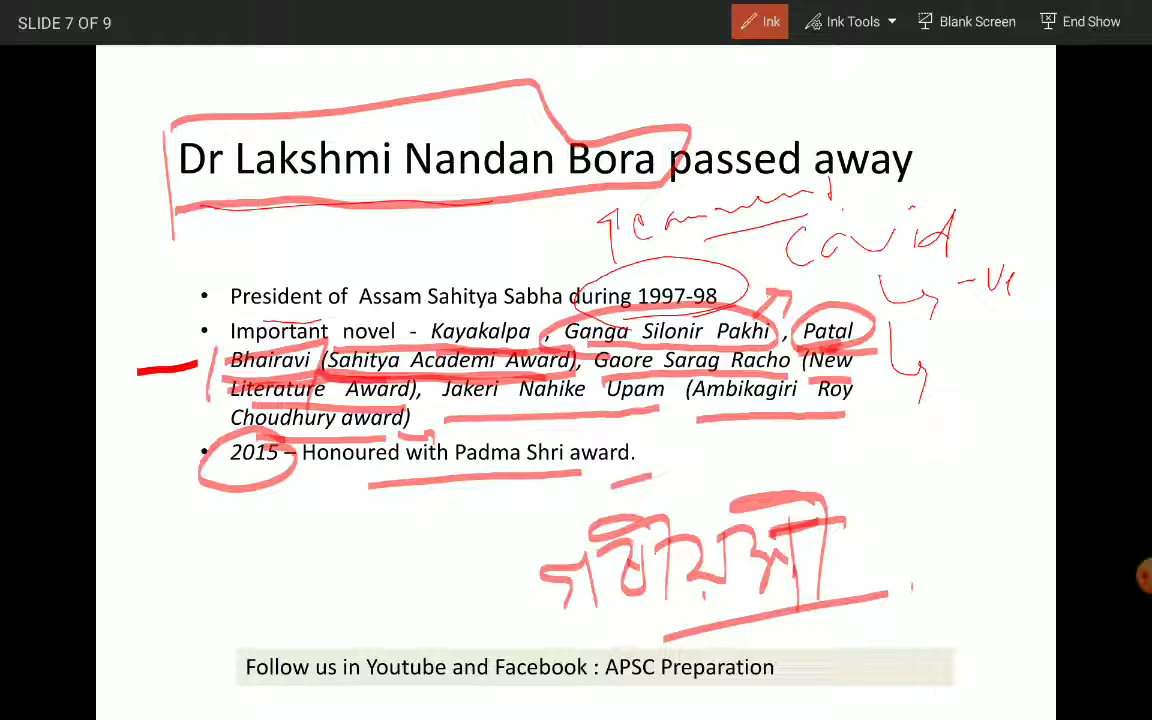 SLIDE 7 OF 9
Ink
Ink Tools
Blank Screen
End Show
Dr Lakshmi Nandan Bora passed away
covid
-ve
• President of Assam Sahitya Sabha during 1997-98
• Important novel - Kayakalpa , Ganga Silonir Pakhi , Patal
Bhairavi (Sahitya Academi Award), Gaore Sarag Racho (New
Literature Award), Jakeri Nahike Upam (Ambikagiri Roy
Choudhury award)
• 2015 – Honoured with Padma Shri award.
Follow us in Youtube and Facebook : APSC Preparation